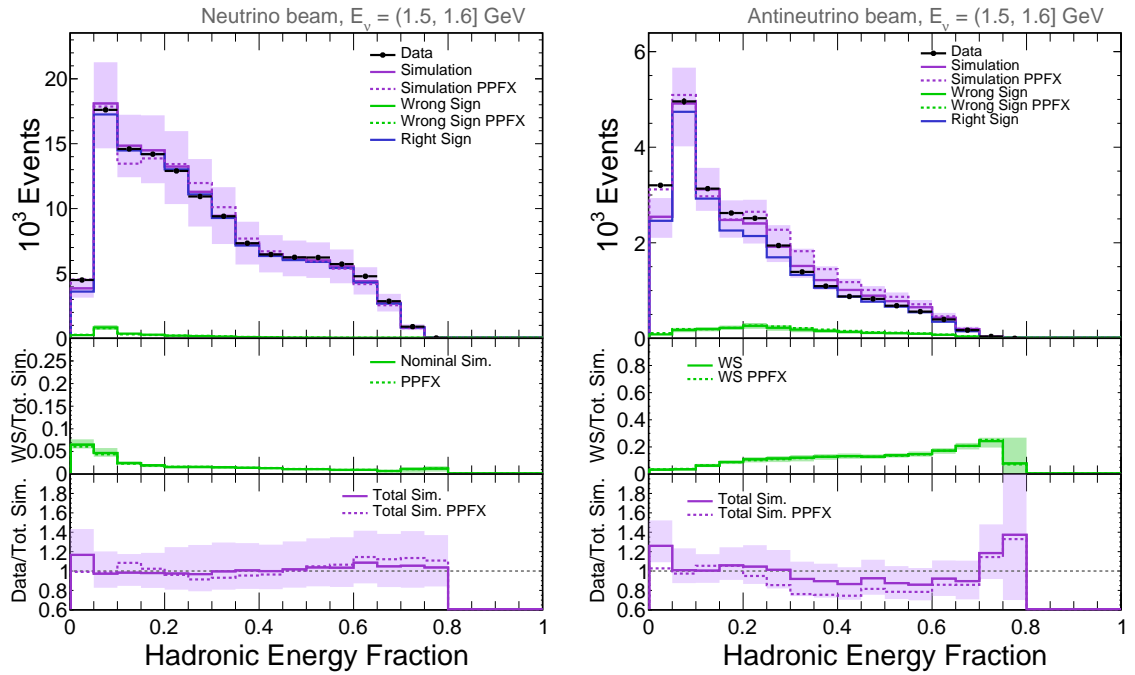 Neutrino beam, Eν = (1.5, 1.6] GeV
Data
Simulation
Simulation PPFX
Wrong Sign
Wrong Sign PPFX
Right Sign
10³ Events
20
15
10
5
0
Nominal Sim.
PPFX
WS/Tot. Sim.
0.25
0.2
0.15
0.1
0.05
0
Total Sim.
Total Sim. PPFX
Data/Tot. Sim.
1.8
1.6
1.4
1.2
1
0.8
0.6
0 0.2 0.4 0.6 0.8 1
Hadronic Energy Fraction
Antineutrino beam, Eν = (1.5, 1.6] GeV
Data
Simulation
Simulation PPFX
Wrong Sign
Wrong Sign PPFX
Right Sign
10³ Events
6
4
2
0
WS
WS PPFX
WS/Tot. Sim.
0.8
0.6
0.4
0.2
0
Total Sim.
Total Sim. PPFX
Data/Tot. Sim.
1.8
1.6
1.4
1.2
1
0.8
0.6
0 0.2 0.4 0.6 0.8 1
Hadronic Energy Fraction